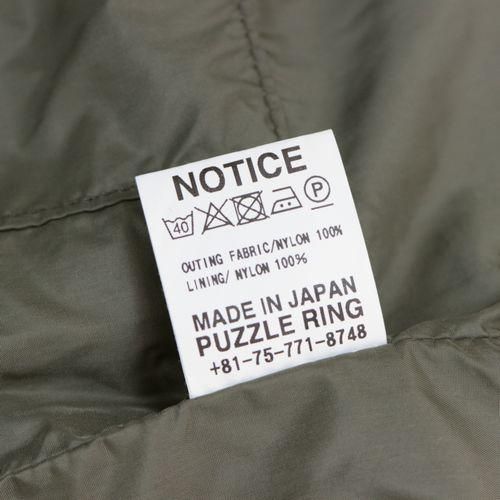 NOTICE
40 P
OUTING FABRIC/NYLON 100%
LINING/ NYLON 100%
MADE IN JAPAN
PUZZLE RING
+81-75-771-8748